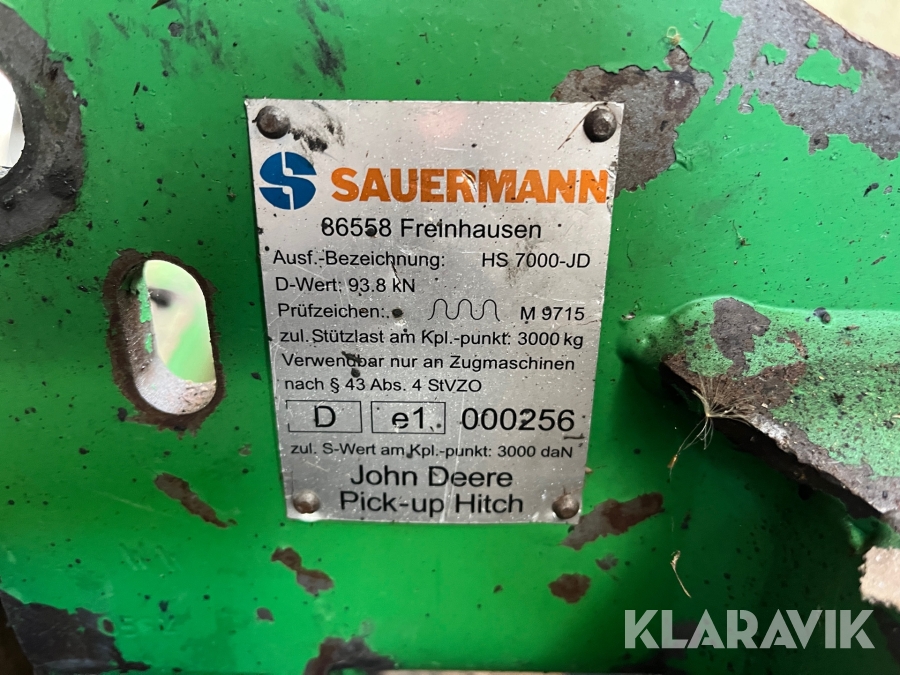 SAUERMANN
86558 Freinhausen
Ausf.-Bezeichnung: HS 7000-JD
D-Wert: 93.8 kN
Prüfzeichen: M 9715
zul. Stützlast am Kpl.-punkt: 3000 kg
Verwendbar nur an Zugmaschinen
nach § 43 Abs. 4 StVZO
D e1 000256
zul. S-Wert am Kpl.-punkt: 3000 daN
John Deere
Pick-up Hitch
KLARAVIK